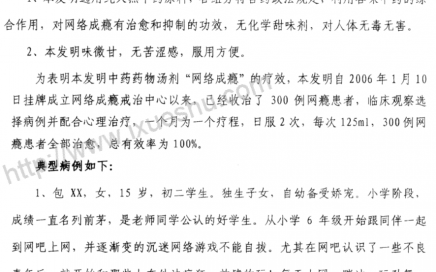 合作用，对网络成瘾有治愈和抑制的功效，无化学甜味剂，对人体无毒无害。
2、本发明味微甘，无苦涩感，服用方便。
为表明本发明中药药物汤剂“网络成瘾”的疗效，本发明自 2006 年 1 月 10
日挂牌成立网络成瘾戒治中心以来，已经收治了 300 例网瘾患者，临床观察选
择病例并配合心理治疗，一个月为一个疗程，日服 2 次，每次 125ml，300 例网
瘾患者全部治愈，总有效率为 100%。
典型病例如下：
1、包 XX，女，15 岁，初二学生。独生子女，自幼备受娇宠。小学阶段，
成绩一直名列前茅，是老师同学公认的好学生。从小学 6 年级开始跟同伴一起
到网吧上网，并逐渐变的沉迷网络游戏不能自拔。尤其在网吧认识了一些不良